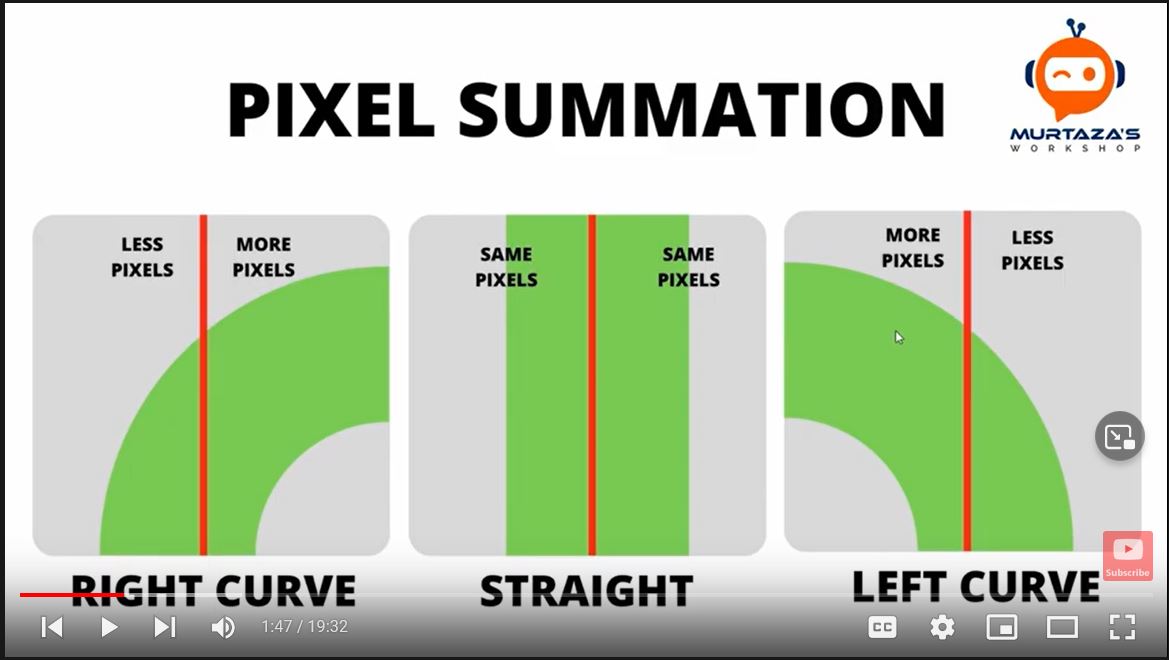 PIXEL SUMMATION
MURTAZA'S
WORKSHOP
LESS
PIXELS
MORE
PIXELS
SAME
PIXELS
SAME
PIXELS
MORE
PIXELS
LESS
PIXELS
Subscribe
RIGHT CURVE
STRAIGHT
LEFT CURVE
1:47 / 19:32
CC